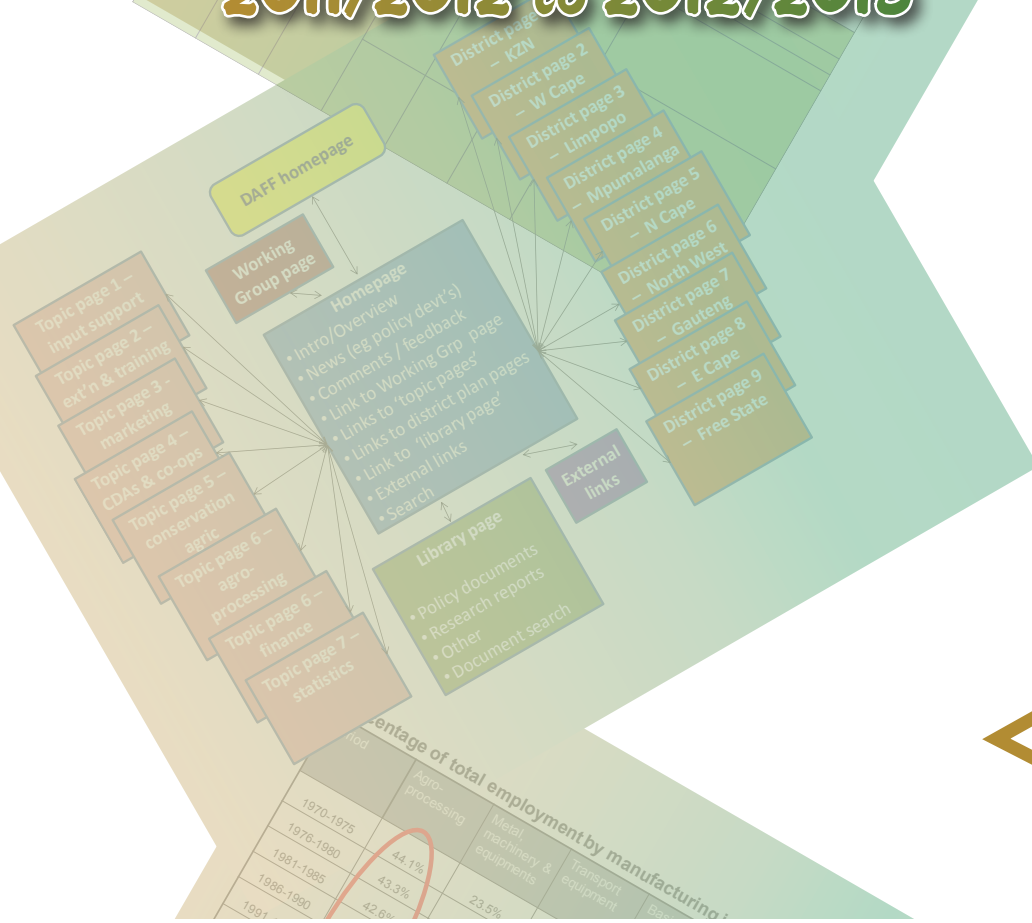 2011/2012 to 2012/2013
District page
– KZN
District page 2
– W Cape
District page 3
– Limpopo
District page 4
– Mpumalanga
District page 5
– N Cape
District page 6
– North West
District page 7
– Gauteng
District page 8
– E Cape
District page 9
– Free State
DAFF homepage
Working
Group page
Homepage
• Intro/Overview
• News (eg policy devt's)
• Comments / feedback
• Link to Working Grp page
• Links to 'topic pages'
• Links to district plan pages
• Link to 'library page'
• External links
• Search
External
links
Library page
• Policy documents
• Research reports
• Other
• Document search
Topic page 1 –
input support
Topic page 2 –
ext'n & training
Topic page 3 -
marketing
Topic page 4 –
CDAs & co-ops
Topic page 5 –
conservation
agric
Topic page 6 –
agro-
processing
Topic page 6 –
finance
Topic page 7 –
statistics
centage of total employment by manufacturing i
Agro-
processing
Metal,
machinery &
equipments
Transport
equipment
1970-1975
44.1%
23.5%
1976-1980
43.3%
1981-1985
42.6%
1986-1990
1991